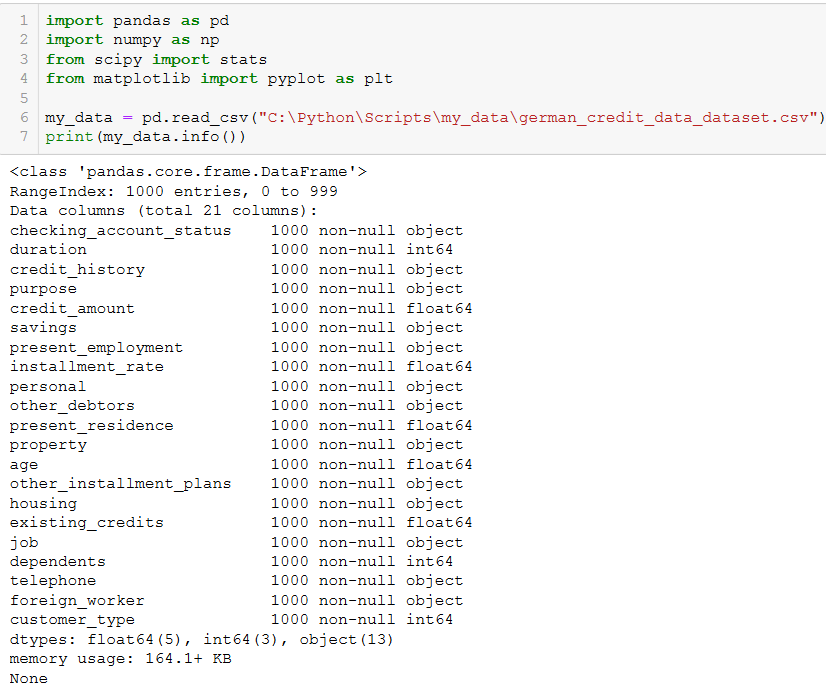 1 import pandas as pd
2 import numpy as np
3 from scipy import stats
4 from matplotlib import pyplot as plt
5
6 my_data = pd.read_csv("C:\Python\Scripts\my_data\german_credit_data_dataset.csv")
7 print(my_data.info())
<class 'pandas.core.frame.DataFrame'>
RangeIndex: 1000 entries, 0 to 999
Data columns (total 21 columns):
checking_account_status    1000 non-null object
duration                   1000 non-null int64
credit_history             1000 non-null object
purpose                    1000 non-null object
credit_amount              1000 non-null float64
savings                    1000 non-null object
present_employment         1000 non-null object
installment_rate           1000 non-null float64
personal                   1000 non-null object
other_debtors              1000 non-null object
present_residence          1000 non-null float64
property                   1000 non-null object
age                        1000 non-null float64
other_installment_plans    1000 non-null object
housing                    1000 non-null object
existing_credits           1000 non-null float64
job                        1000 non-null object
dependents                 1000 non-null int64
telephone                  1000 non-null object
foreign_worker             1000 non-null object
customer_type              1000 non-null int64
dtypes: float64(5), int64(3), object(13)
memory usage: 164.1+ KB
None